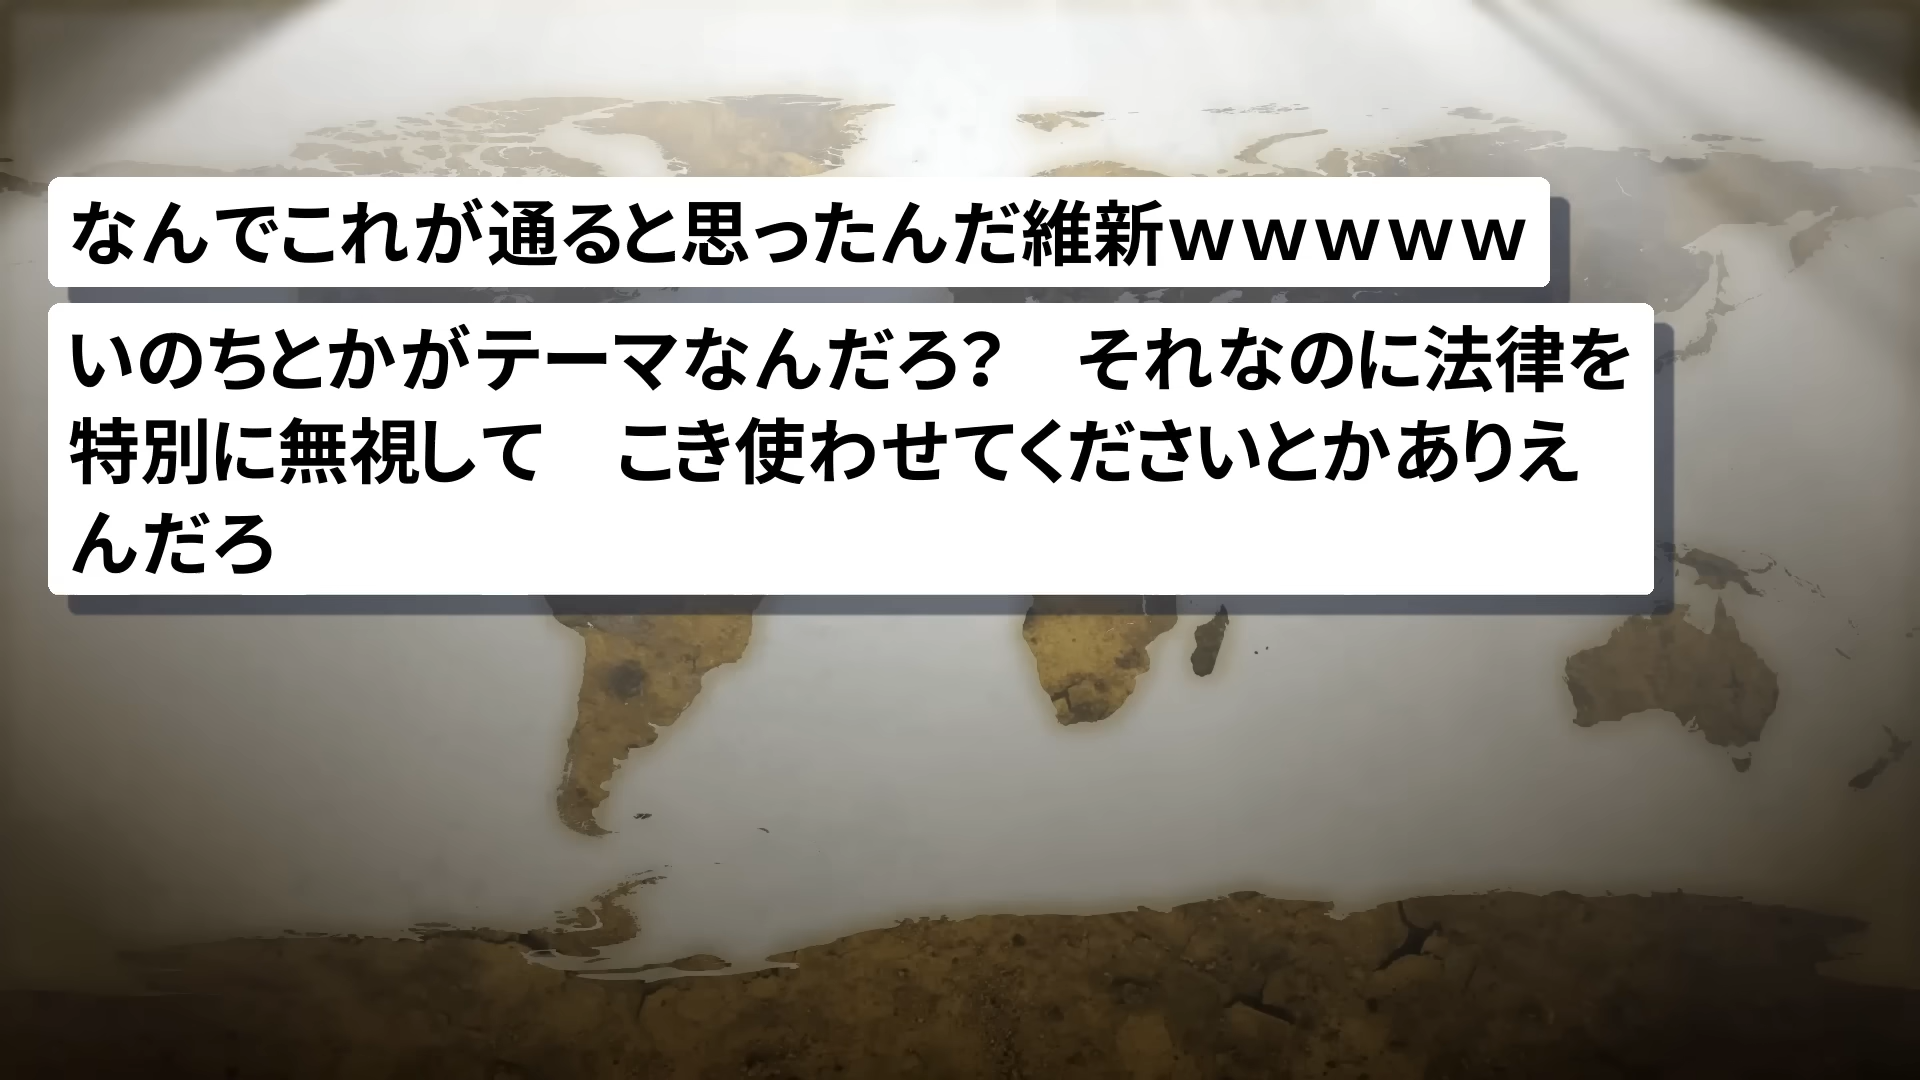 なんでこれが通ると思ったんだ維新ｗｗｗｗｗ
いのちとかがテーマなんだろ？　それなのに法律を
特別に無視して　こき使わせてくださいとかありえ
んだろ